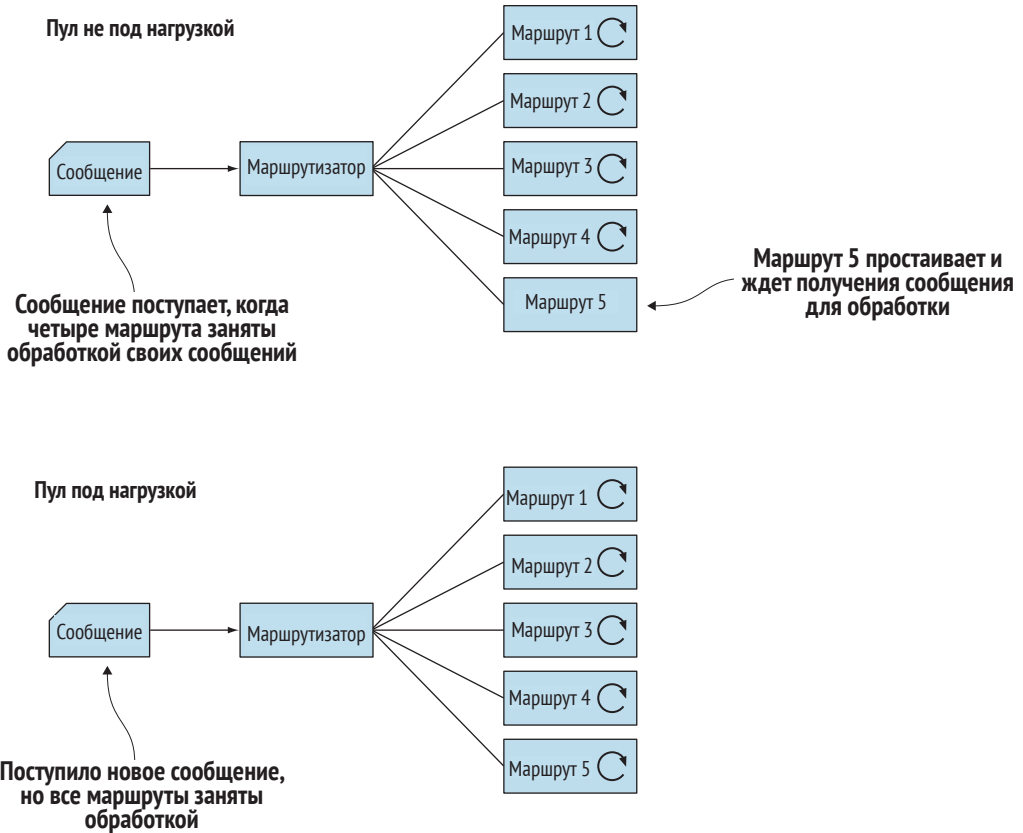 Пул не под нагрузкой
Маршрут 1
Маршрут 2
Сообщение
Маршрутизатор
Маршрут 3
Маршрут 4
Маршрут 5
Сообщение поступает, когда
четыре маршрута заняты
обработкой своих сообщений
Маршрут 5 простаивает и
ждет получения сообщения
для обработки
Пул под нагрузкой
Маршрут 1
Маршрут 2
Сообщение
Маршрутизатор
Маршрут 3
Маршрут 4
Маршрут 5
Поступило новое сообщение,
но все маршруты заняты
обработкой